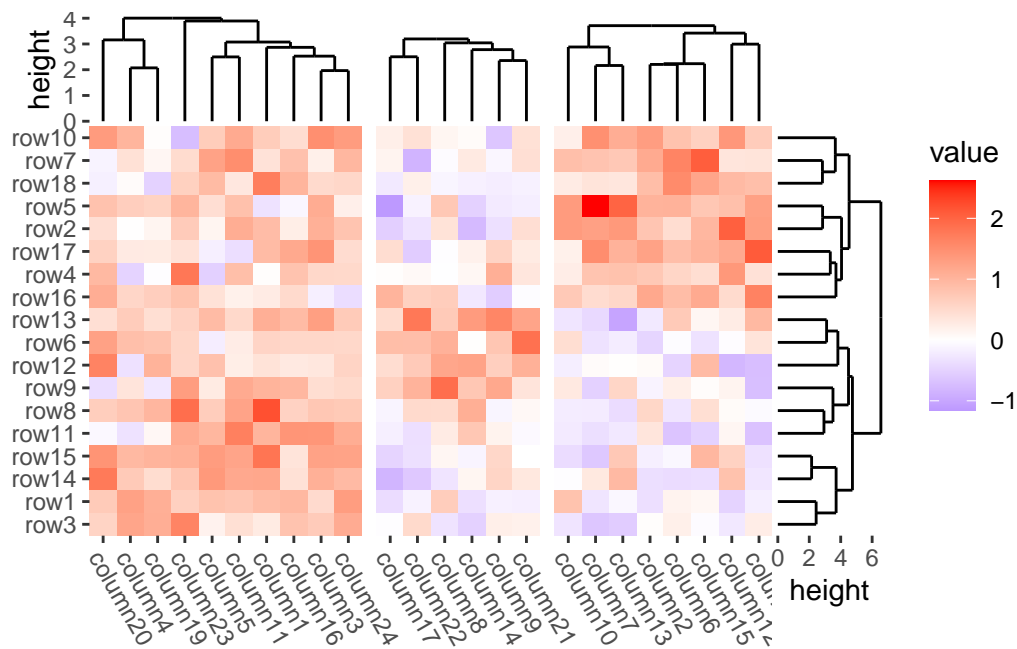 4
3
2
1
0
height
row10
row7
row18
row5
row2
row17
row4
row16
row13
row6
row12
row9
row8
row11
row15
row14
row1
row3
column20
column4
column19
column23
column5
column11
column1
column16
column3
column24
column17
column22
column8
column14
column9
column21
column10
column7
column13
column2
column6
column15
0 2 4 6
height
value
2
1
0
−1